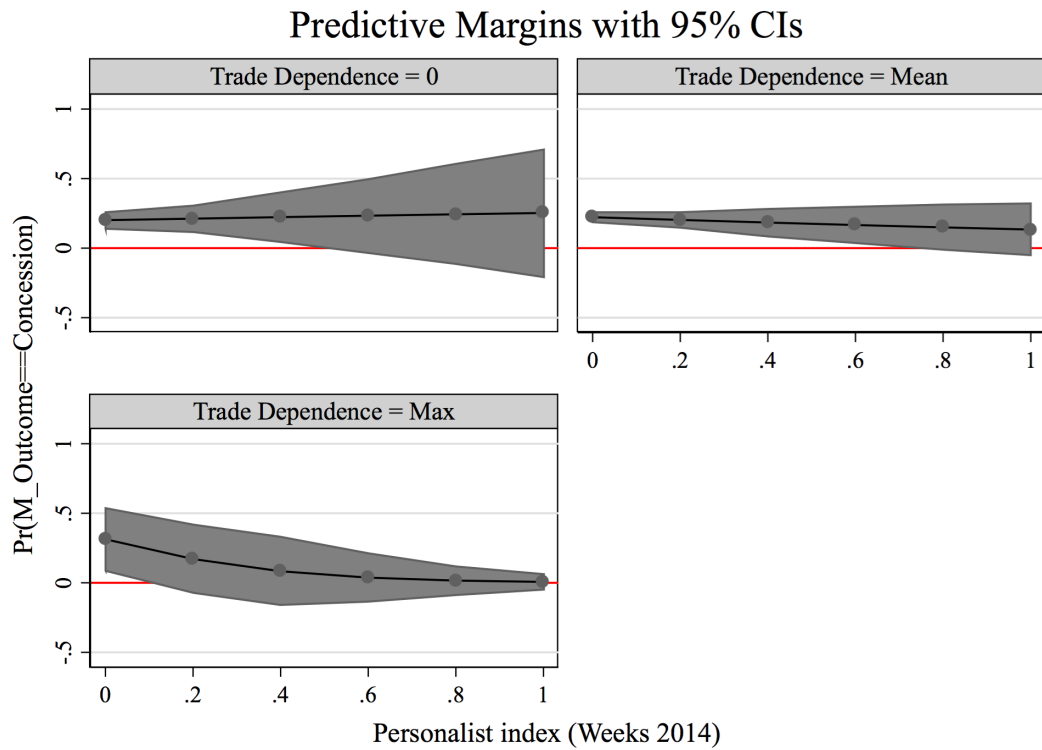 Predictive Margins with 95% CIs
Trade Dependence = 0
Trade Dependence = Mean
1
.5
0
-.5
0 .2 .4 .6 .8 1
Trade Dependence = Max
1
.5
0
-.5
0 .2 .4 .6 .8 1
Pr(M_Outcome==Concession)
Personalist index (Weeks 2014)